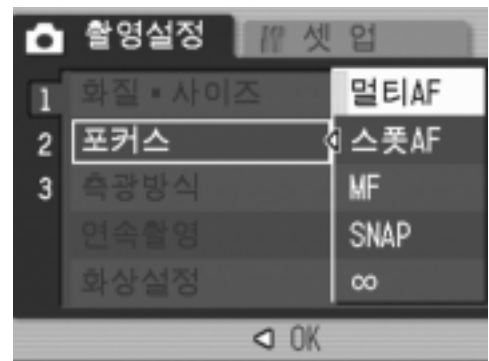 촬영설정 셋 업
1 화질·사이즈 멀티AF
2 포커스 스폿AF
3 측광방식 MF
연속촬영 SNAP
화상설정 ∞
OK